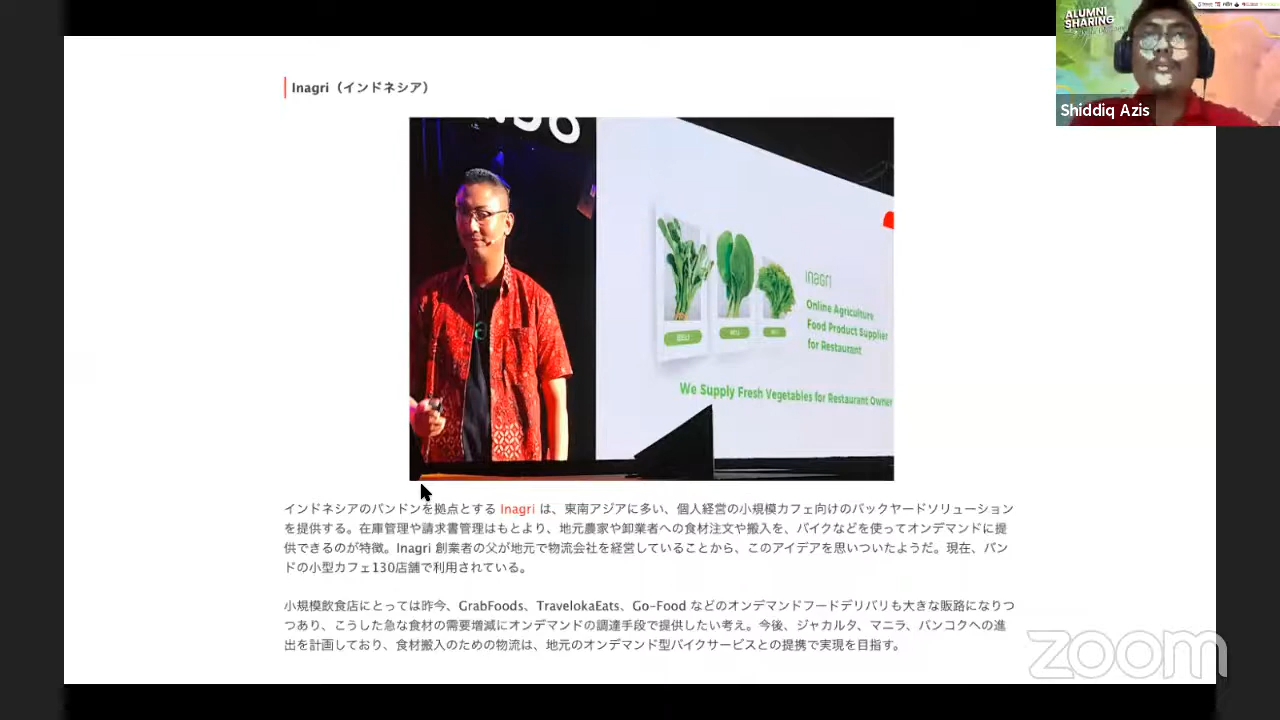 ALUMNI
SHARING
Shiddiq Azis
Inagri（インドネシア）
inagri
Online Agriculture
Food Product Supplier
for Restaurant
We Supply Fresh Vegetables for Restaurant Owner
インドネシアのバンドンを拠点とする Inagri は、東南アジアに多い、個人経営の小規模カフェ向けのバックヤードソリューション
を提供する。在庫管理や請求書管理はもとより、地元農家や卸業者への食材注文や搬入を、バイクなどを使ってオンデマンドに提
供できるのが特徴。Inagri 創業者の父が地元で物流会社を経営していることから、このアイデアを思いついたようだ。現在、バン
ドの小型カフェ130店舗で利用されている。
小規模飲食店にとっては昨今、GrabFoods、TravelokaEats、Go-Food などのオンデマンドフードデリバリも大きな販路になりつ
つあり、こうした急な食材の需要増減にオンデマンドの調達手段で提供したい考え。今後、ジャカルタ、マニラ、バンコクへの進
出を計画しており、食材搬入のための物流は、地元のオンデマンド型バイクサービスとの提携で実現を目指す。
zoom